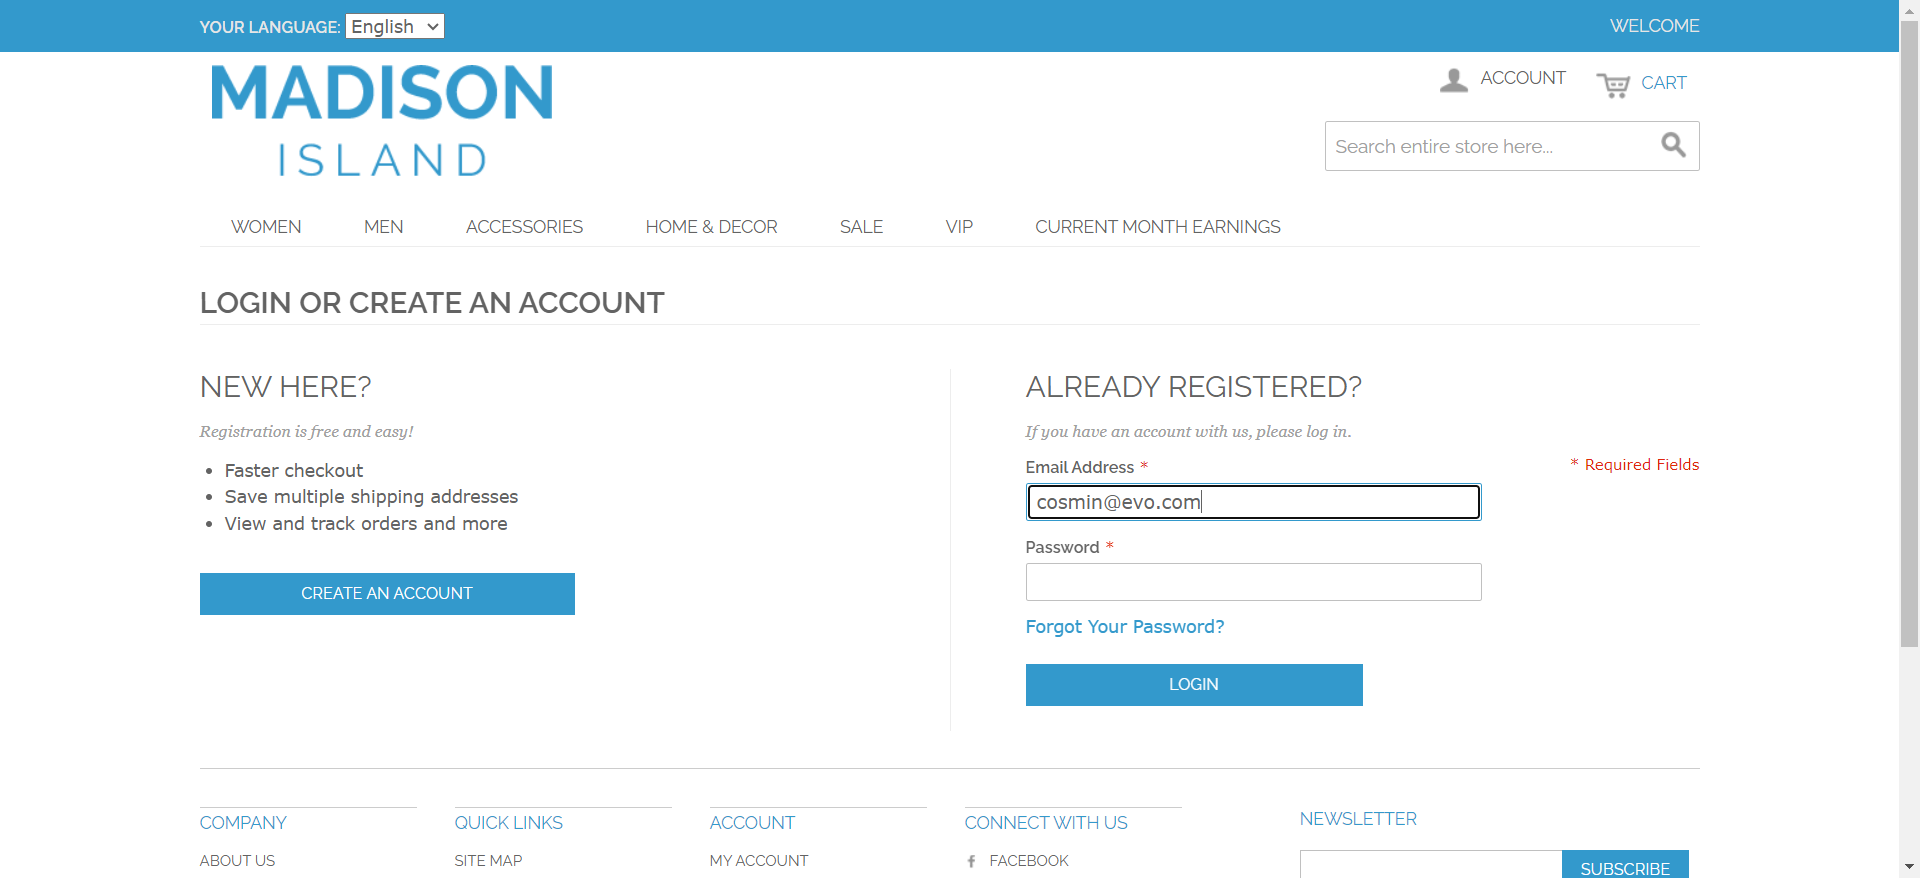 YOUR LANGUAGE: English
WELCOME
MADISON
ISLAND
ACCOUNT
CART
Search entire store here...
WOMEN MEN ACCESSORIES HOME & DECOR SALE VIP CURRENT MONTH EARNINGS
LOGIN OR CREATE AN ACCOUNT
NEW HERE?
Registration is free and easy!
• Faster checkout
• Save multiple shipping addresses
• View and track orders and more
CREATE AN ACCOUNT
ALREADY REGISTERED?
If you have an account with us, please log in.
Email Address *
* Required Fields
cosmin@evo.com
Password *
Forgot Your Password?
LOGIN
COMPANY
ABOUT US
QUICK LINKS
SITE MAP
ACCOUNT
MY ACCOUNT
CONNECT WITH US
FACEBOOK
NEWSLETTER
SUBSCRIBE